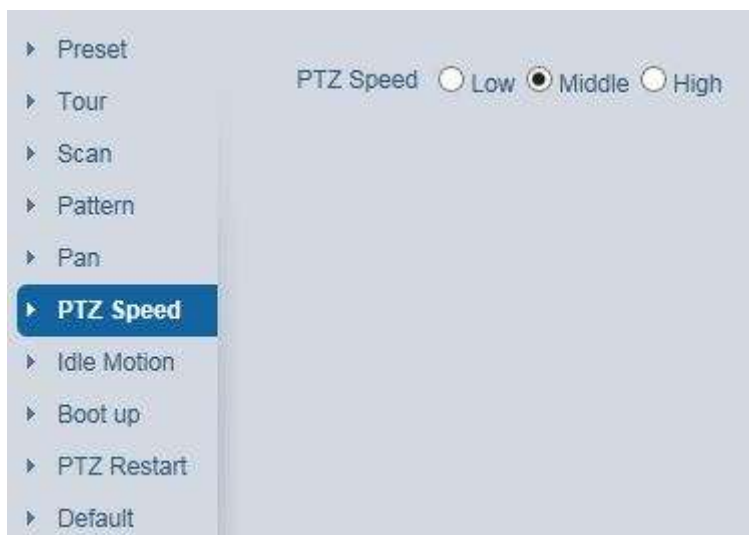 Preset
Tour
Scan
Pattern
Pan
PTZ Speed
Idle Motion
Boot up
PTZ Restart
Default
PTZ Speed Low Middle High